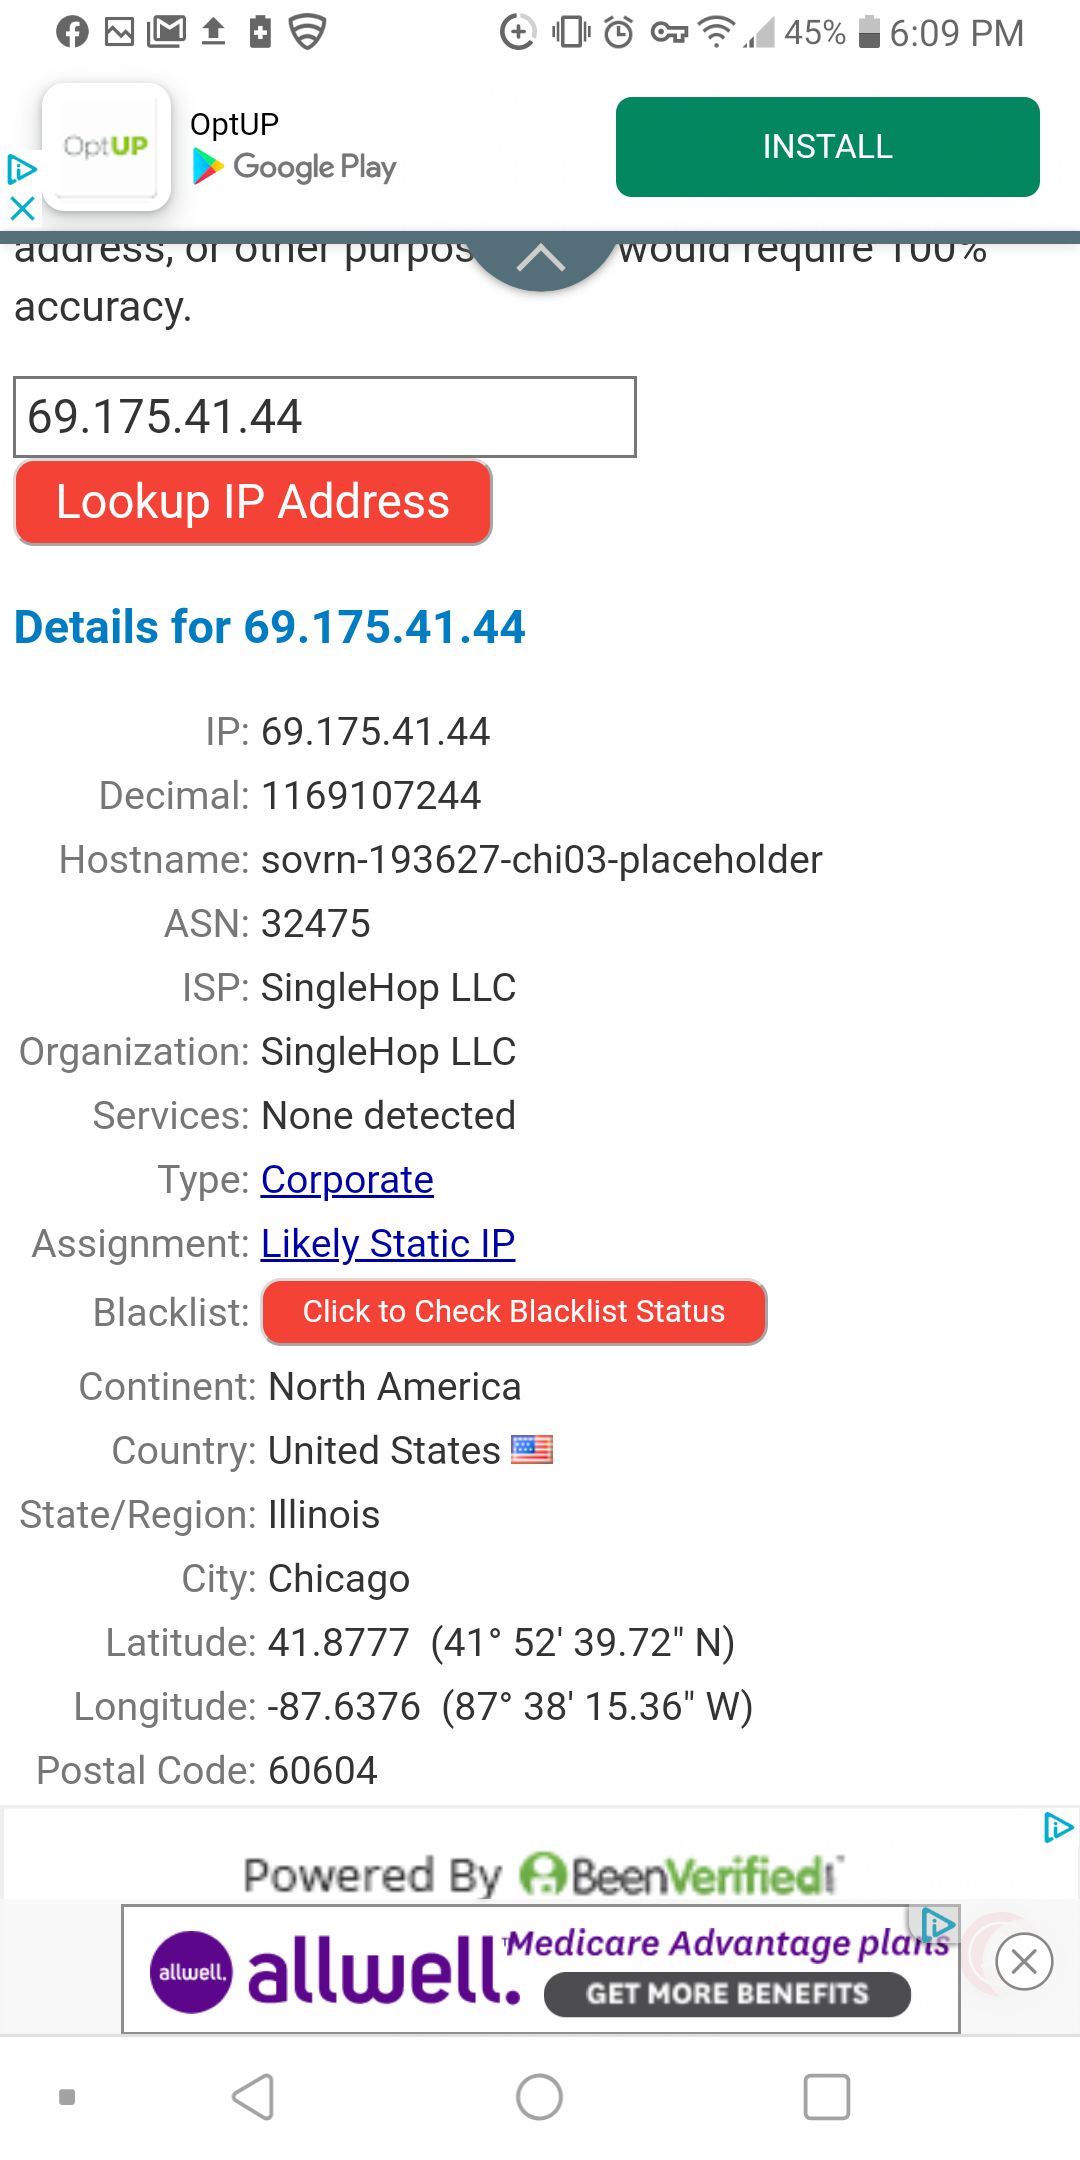 45% 6:09 PM
OptUP
OptUP
Google Play
INSTALL
address, or other purpos would require 100%
accuracy.
69.175.41.44
Lookup IP Address
Details for 69.175.41.44
IP: 69.175.41.44
Decimal: 1169107244
Hostname: sovrn-193627-chi03-placeholder
ASN: 32475
ISP: SingleHop LLC
Organization: SingleHop LLC
Services: None detected
Type: Corporate
Assignment: Likely Static IP
Blacklist: Click to Check Blacklist Status
Continent: North America
Country: United States
State/Region: Illinois
City: Chicago
Latitude: 41.8777 (41° 52' 39.72" N)
Longitude: -87.6376 (87° 38' 15.36" W)
Postal Code: 60604
Powered By BeenVerified
allwell. allwell.™ Medicare Advantage plans
GET MORE BENEFITS